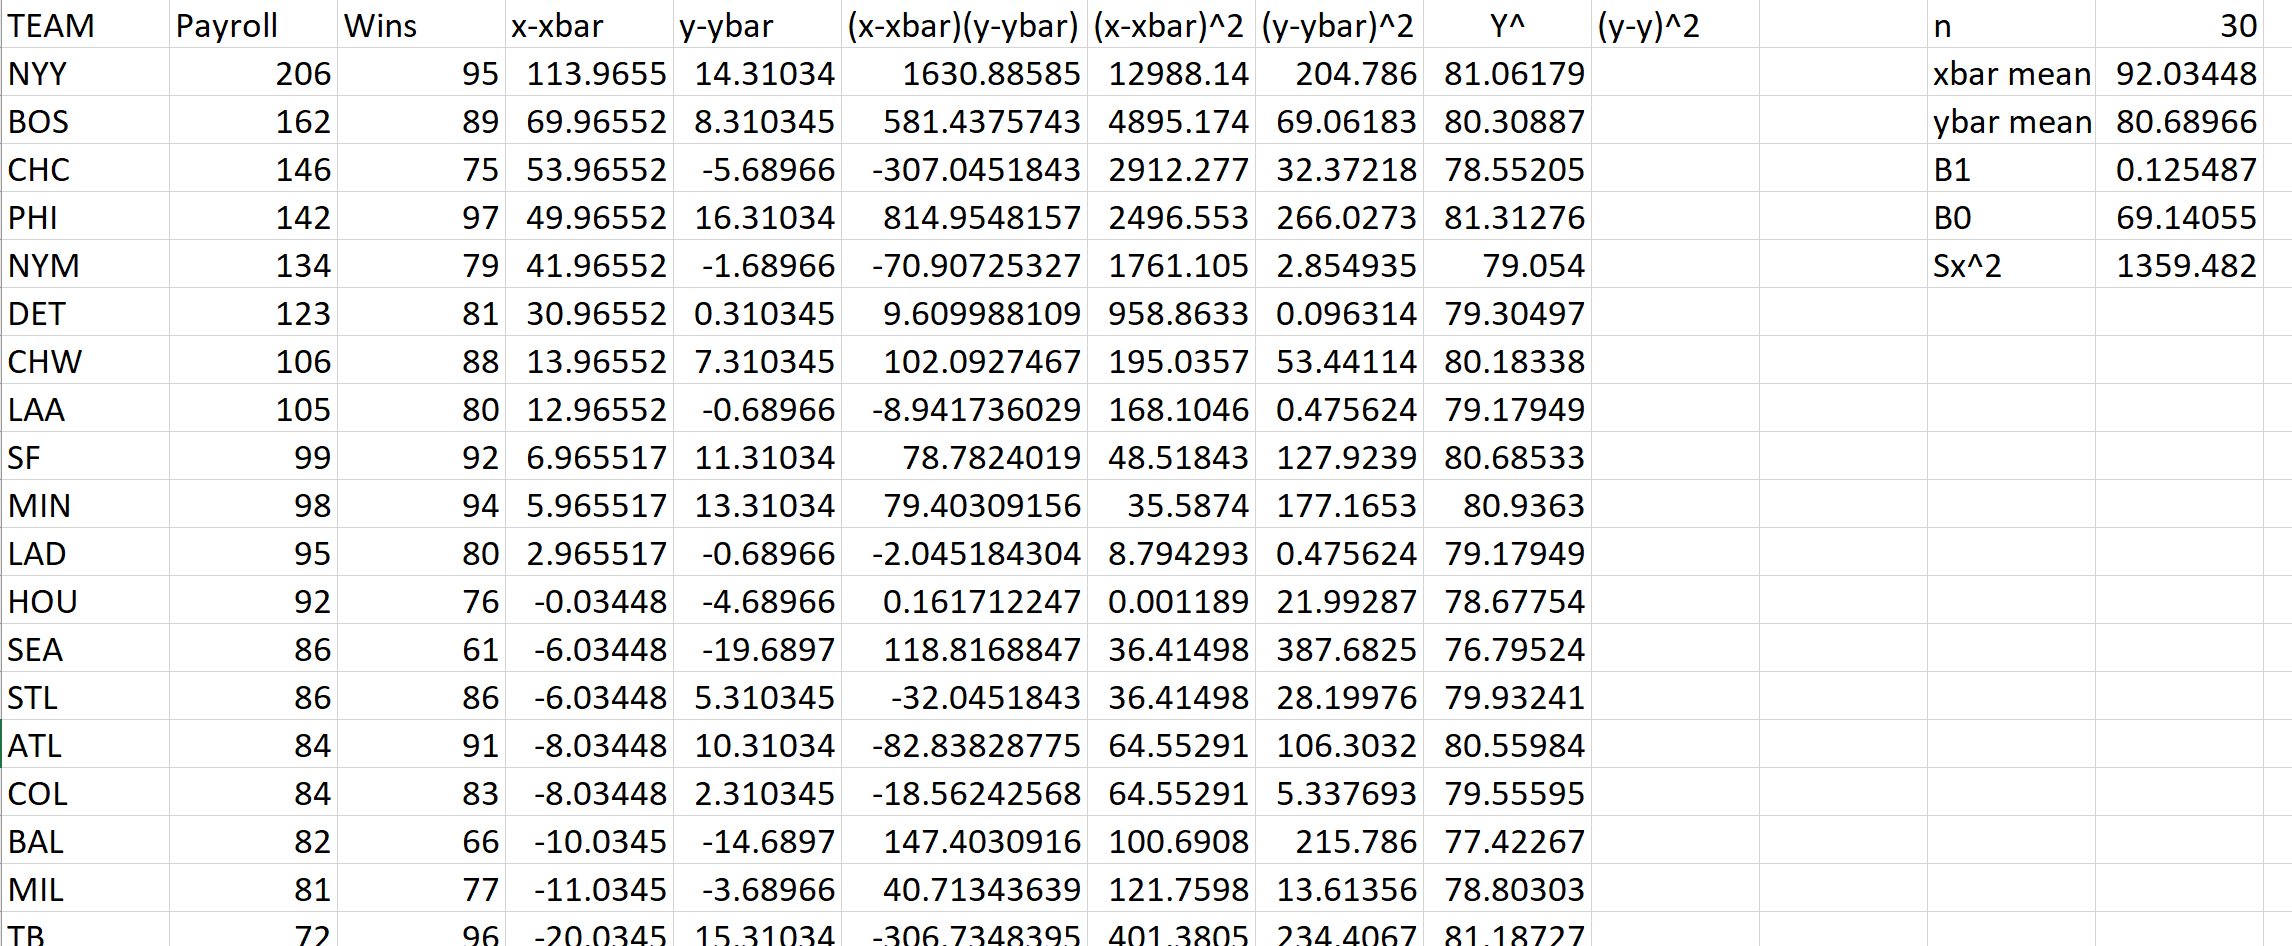 TEAM Payroll Wins x-xbar y-ybar (x-xbar)(y-ybar) (x-xbar)^2 (y-ybar)^2 Y^ (y-y)^2 n 30
NYY 206 95 113.9655 14.31034 1630.88585 12988.14 204.786 81.06179 xbar mean 92.03448
BOS 162 89 69.96552 8.310345 581.4375743 4895.174 69.06183 80.30887 ybar mean 80.68966
CHC 146 75 53.96552 -5.68966 -307.0451843 2912.277 32.37218 78.55205 B1 0.125487
PHI 142 97 49.96552 16.31034 814.9548157 2496.553 266.0273 81.31276 B0 69.14055
NYM 134 79 41.96552 -1.68966 -70.90725327 1761.105 2.854935 79.054 Sx^2 1359.482
DET 123 81 30.96552 0.310345 9.609988109 958.8633 0.096314 79.30497
CHW 106 88 13.96552 7.310345 102.0927467 195.0357 53.44114 80.18338
LAA 105 80 12.96552 -0.68966 -8.941736029 168.1046 0.475624 79.17949
SF 99 92 6.965517 11.31034 78.7824019 48.51843 127.9239 80.68533
MIN 98 94 5.965517 13.31034 79.40309156 35.5874 177.1653 80.9363
LAD 95 80 2.965517 -0.68966 -2.045184304 8.794293 0.475624 79.17949
HOU 92 76 -0.03448 -4.68966 0.161712247 0.001189 21.99287 78.67754
SEA 86 61 -6.03448 -19.6897 118.8168847 36.41498 387.6825 76.79524
STL 86 86 -6.03448 5.310345 -32.0451843 36.41498 28.19976 79.93241
ATL 84 91 -8.03448 10.31034 -82.83828775 64.55291 106.3032 80.55984
COL 84 83 -8.03448 2.310345 -18.56242568 64.55291 5.337693 79.55595
BAL 82 66 -10.0345 -14.6897 147.4030916 100.6908 215.786 77.42267
MIL 81 77 -11.0345 -3.68966 40.71343639 121.7598 13.61356 78.80303
TB 72 96 -20.0345 15.31034 -306.7348395 401.3805 234.4067 81.18727